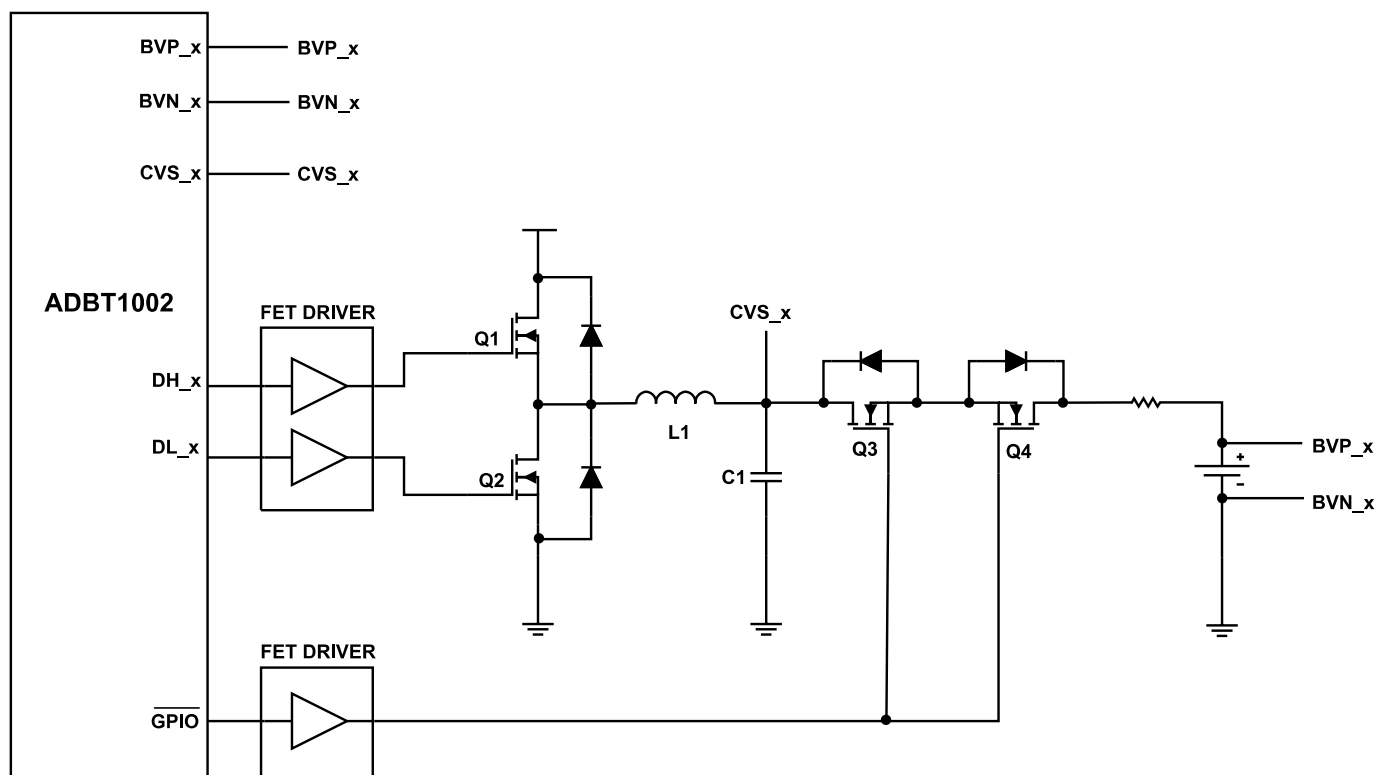 BVP_x BVP_x
BVN_x BVN_x
CVS_x CVS_x
ADBT1002
FET DRIVER
CVS_x
Q1
DH_x
L1
Q3
Q4
DL_x
BVP_x
Q2
C1
+
-
BVN_x
FET DRIVER
GPIO